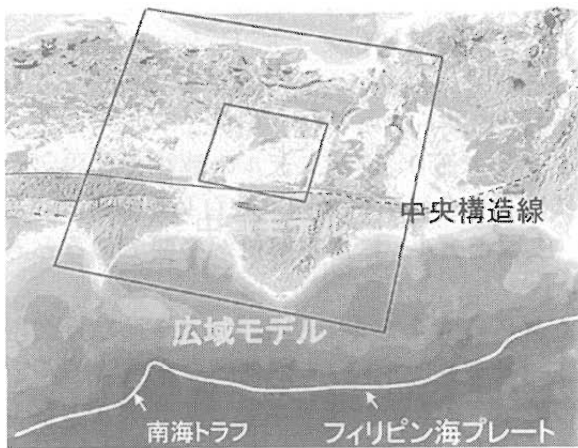 中央構造線
広域モデル
南海トラフ
フィリピン海プレート